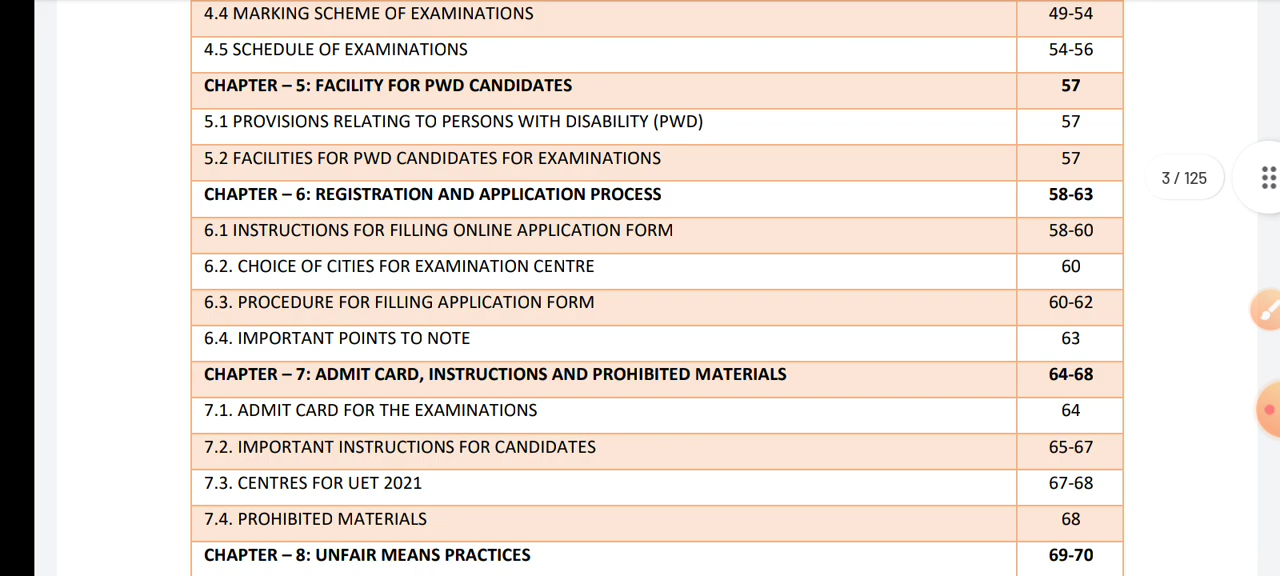 4.4 MARKING SCHEME OF EXAMINATIONS 49-54
4.5 SCHEDULE OF EXAMINATIONS 54-56
CHAPTER – 5: FACILITY FOR PWD CANDIDATES 57
5.1 PROVISIONS RELATING TO PERSONS WITH DISABILITY (PWD) 57
5.2 FACILITIES FOR PWD CANDIDATES FOR EXAMINATIONS 57
3 / 125
CHAPTER – 6: REGISTRATION AND APPLICATION PROCESS 58-63
6.1 INSTRUCTIONS FOR FILLING ONLINE APPLICATION FORM 58-60
6.2. CHOICE OF CITIES FOR EXAMINATION CENTRE 60
6.3. PROCEDURE FOR FILLING APPLICATION FORM 60-62
6.4. IMPORTANT POINTS TO NOTE 63
CHAPTER – 7: ADMIT CARD, INSTRUCTIONS AND PROHIBITED MATERIALS 64-68
7.1. ADMIT CARD FOR THE EXAMINATIONS 64
7.2. IMPORTANT INSTRUCTIONS FOR CANDIDATES 65-67
7.3. CENTRES FOR UET 2021 67-68
7.4. PROHIBITED MATERIALS 68
CHAPTER – 8: UNFAIR MEANS PRACTICES 69-70